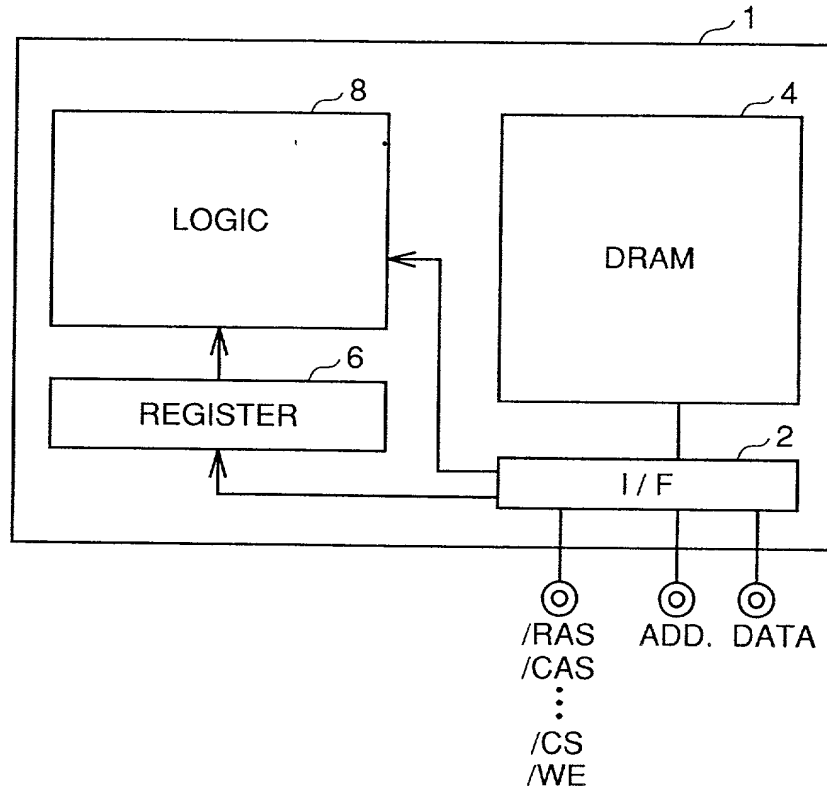 1
8
4
LOGIC
DRAM
6
REGISTER
2
I / F
/RAS ADD. DATA
/CAS
/CS
/WE